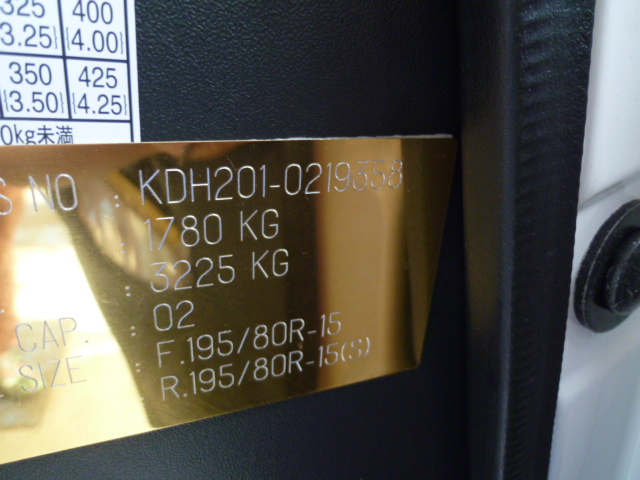 325 400
3.25} {4.00}
350 425
{3.50} {4.25}
0kg未満
S NO : KDH201-0219358
: 1780 KG
: 3225 KG
CAP. : 02
SIZE : F.195/80R-15
R.195/80R-15(S)